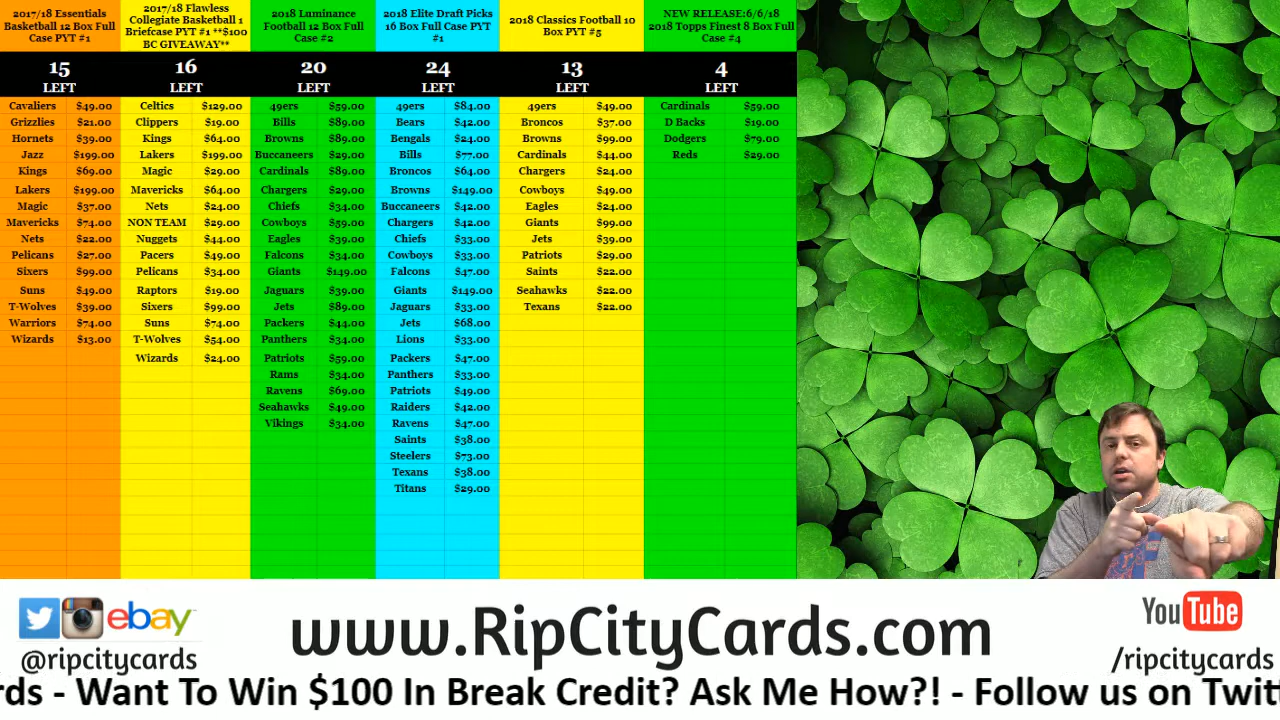 2017/18 Essentials
Basketball 12 Box Full
Case PYT #1
15
LEFT
Cavaliers $49.00
Grizzlies $21.00
Hornets $39.00
Jazz $199.00
Kings $69.00
Lakers $199.00
Magic $37.00
Mavericks $74.00
Nets $22.00
Pelicans $27.00
Sixers $99.00
Suns $49.00
T-Wolves $39.00
Warriors $74.00
Wizards $13.00
2017/18 Flawless
Collegiate Basketball 1
Briefcase PYT #1 **$100
BC GIVEAWAY**
16
LEFT
Celtics $129.00
Clippers $19.00
Kings $64.00
Lakers $199.00
Magic $29.00
Mavericks $64.00
Nets $24.00
NON TEAM $29.00
Nuggets $44.00
Pacers $49.00
Pelicans $34.00
Raptors $19.00
Sixers $99.00
Suns $74.00
T-Wolves $54.00
Wizards $24.00
2018 Luminance
Football 12 Box Full
Case #2
20
LEFT
49ers $59.00
Bills $89.00
Browns $89.00
Buccaneers $29.00
Cardinals $89.00
Chargers $29.00
Chiefs $34.00
Cowboys $59.00
Eagles $39.00
Falcons $34.00
Giants $149.00
Jaguars $39.00
Jets $89.00
Packers $44.00
Panthers $34.00
Patriots $59.00
Rams $34.00
Ravens $69.00
Seahawks $49.00
Vikings $34.00
2018 Elite Draft Picks
16 Box Full Case PYT
#1
24
LEFT
49ers $84.00
Bears $42.00
Bengals $24.00
Bills $77.00
Broncos $64.00
Browns $149.00
Buccaneers $42.00
Chargers $42.00
Chiefs $33.00
Cowboys $33.00
Falcons $47.00
Giants $149.00
Jaguars $33.00
Jets $68.00
Lions $33.00
Packers $47.00
Panthers $33.00
Patriots $49.00
Raiders $42.00
Ravens $47.00
Saints $38.00
Steelers $73.00
Texans $38.00
Titans $29.00
2018 Classics Football 10
Box PYT #5
13
LEFT
49ers $49.00
Broncos $37.00
Browns $99.00
Cardinals $44.00
Chargers $24.00
Cowboys $49.00
Eagles $24.00
Giants $99.00
Jets $39.00
Patriots $29.00
Saints $22.00
Seahawks $22.00
Texans $22.00
NEW RELEASE:6/6/18
2018 Topps Finest 8 Box Full
Case #4
4
LEFT
Cardinals $59.00
D Backs $19.00
Dodgers $79.00
Reds $29.00
ebay
@ripcitycards
www.RipCityCards.com
YouTube
/ripcitycards
rds - Want To Win $100 In Break Credit? Ask Me How?! - Follow us on Twitt